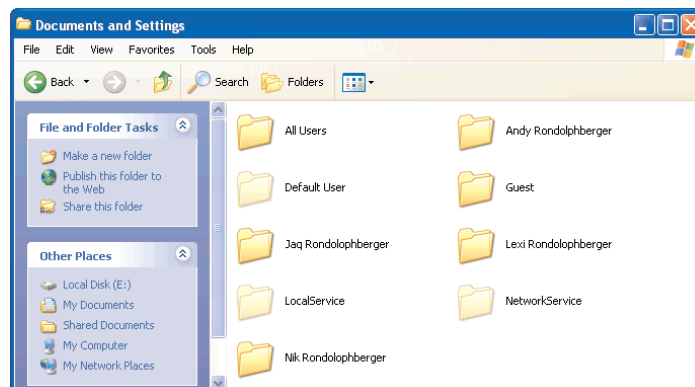 Documents and Settings
File Edit View Favorites Tools Help
Back Search Folders
File and Folder Tasks
Make a new folder
Publish this folder to
the Web
Share this folder
Other Places
Local Disk (E:)
My Documents
Shared Documents
My Computer
My Network Places
All Users
Andy Rondolphberger
Default User
Guest
Jaq Rondolophberger
Lexi Rondolophberger
LocalService
NetworkService
Nik Rondolophberger